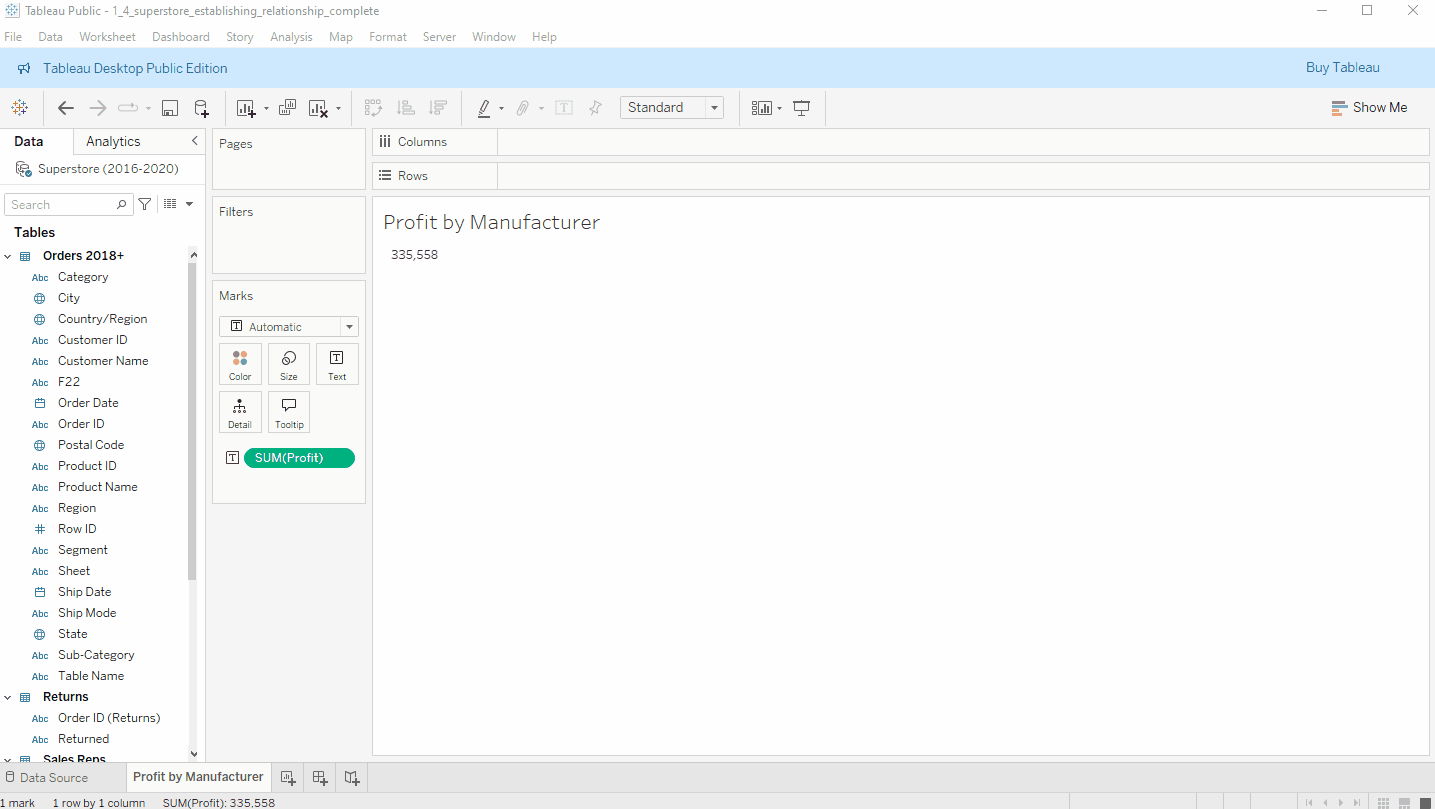 Tableau Public - 1_4_superstore_establishing_relationship_complete
File Data Worksheet Dashboard Story Analysis Map Format Server Window Help
Tableau Desktop Public Edition
Buy Tableau
Standard
Show Me
Data
Analytics
Superstore (2016-2020)
Search
Tables
Orders 2018+
Abc Category
City
Country/Region
Abc Customer ID
Abc Customer Name
Abc F22
Order Date
Abc Order ID
Postal Code
Abc Product ID
Abc Product Name
Abc Region
Row ID
Abc Segment
Abc Sheet
Ship Date
Abc Ship Mode
State
Abc Sub-Category
Abc Table Name
Returns
Abc Order ID (Returns)
Abc Returned
Sales Reps
Pages
Filters
Marks
T Automatic
Color
Size
T Text
Detail
Tooltip
T SUM(Profit)
Columns
Rows
Profit by Manufacturer
335,558
Data Source
Profit by Manufacturer
1 mark
1 row by 1 column
SUM(Profit): 335,558